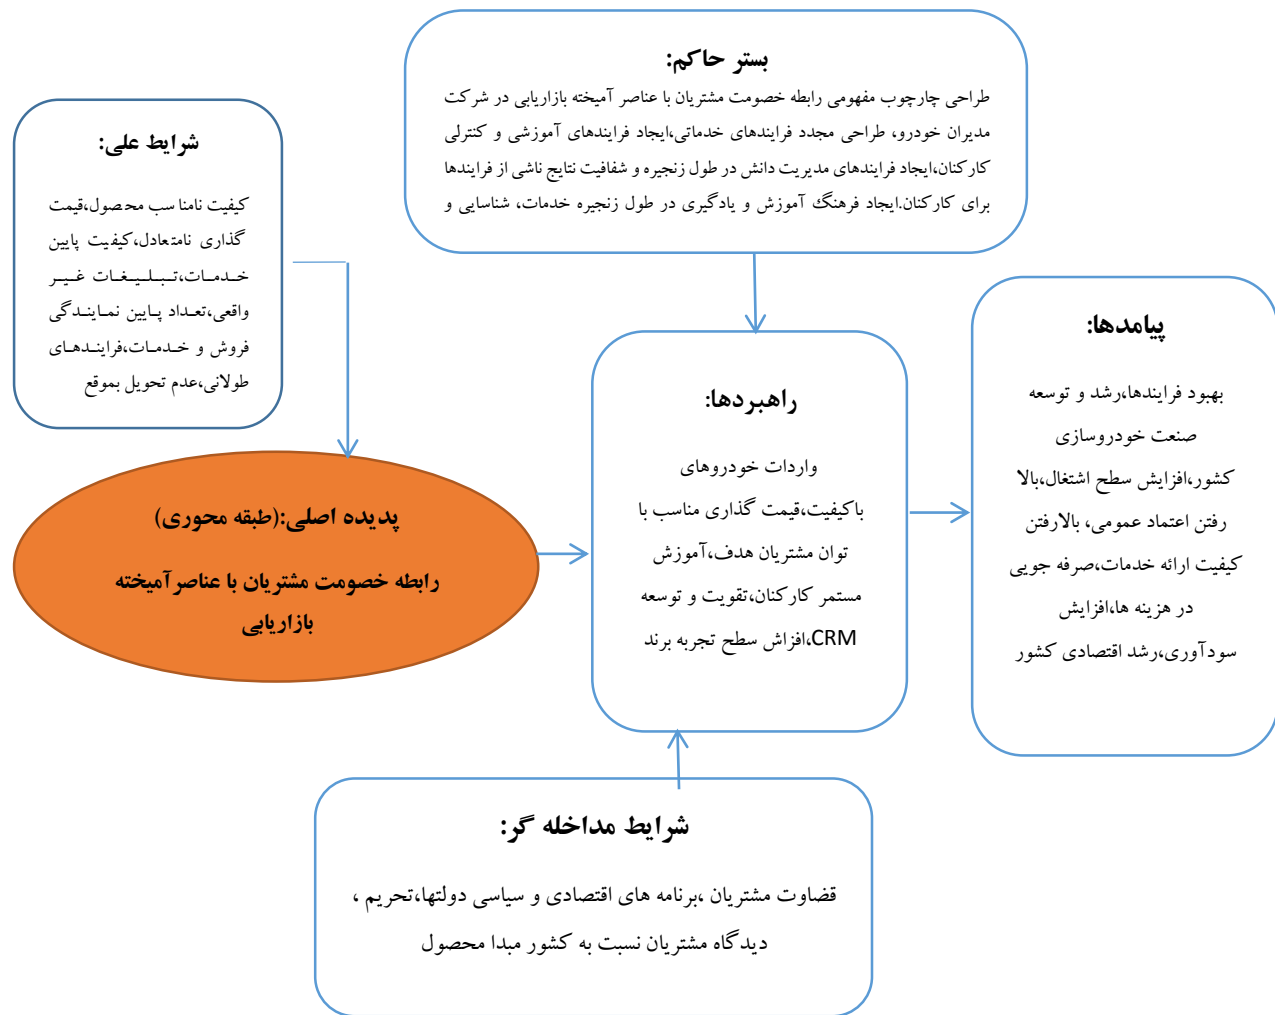 بستر حاکم:
طراحی چارچوب مفهومی رابطه خصومت مشتریان با عناصر آمیخته بازاریابی در شرکت
مدیران خودرو، طراحی مجدد فرایندهای خدماتی،ایجاد فرایندهای آموزشی و کنترلی
کارکنان،ایجاد فرایندهای مدیریت دانش در طول زنجیره و شفافیت نتایج ناشی از فرایندها
برای کارکنان.ایجاد فرهنگ آموزش و یادگیری در طول زنجیره خدمات، شناسایی و
شرایط علی:
کیفیت نامناسب محصول،قیمت
گذاری نامتعادل،کیفیت پایین
خدمات،تبلیغات غیر
واقعی،تعداد پایین نمایندگی
فروش و خدمات،فرایندهای
طولانی،عدم تحویل بموقع
پدیده اصلی:(طبقه محوری)
رابطه خصومت مشتریان با عناصرآمیخته
بازاریابی
راهبردها:
واردات خودروهای
باکیفیت،قیمت گذاری مناسب با
توان مشتریان هدف،آموزش
مستمر کارکنان،تقویت و توسعه
CRM،افزاش سطح تجربه برند
پیامدها:
بهبود فرایندها،رشد و توسعه
صنعت خودروسازی
کشور،افزایش سطح اشتغال،بالا
رفتن اعتماد عمومی، بالارفتن
کیفیت ارائه خدمات،صرفه جویی
در هزینه ها،افزایش
سودآوری،رشد اقتصادی کشور
شرایط مداخله گر:
قضاوت مشتریان ،برنامه های اقتصادی و سیاسی دولتها،تحریم ،
دیدگاه مشتریان نسبت به کشور مبدا محصول